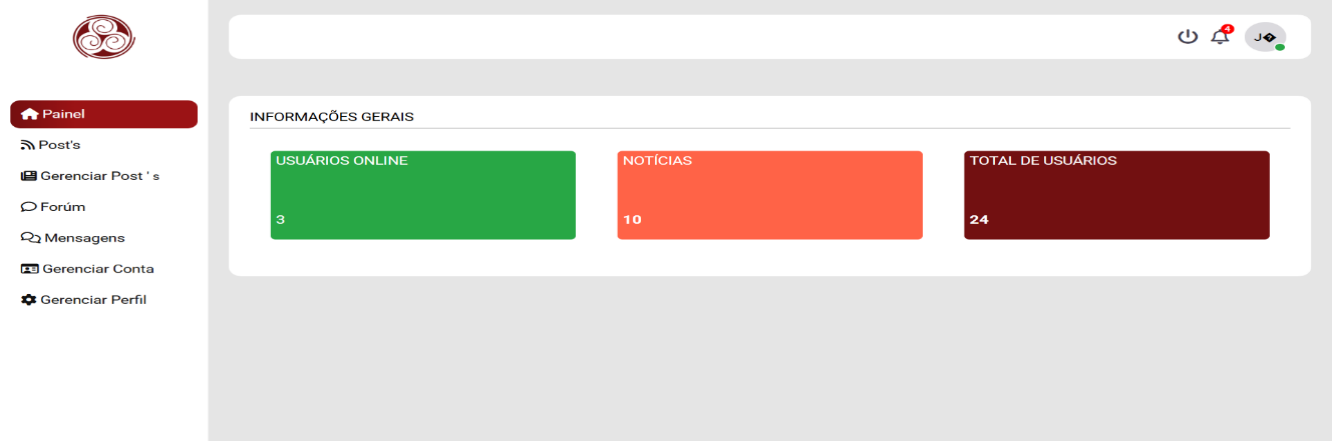 4
J�
Painel
Post's
Gerenciar Post ' s
Forúm
Mensagens
Gerenciar Conta
Gerenciar Perfil
INFORMAÇÕES GERAIS
USUÁRIOS ONLINE
3
NOTÍCIAS
10
TOTAL DE USUÁRIOS
24